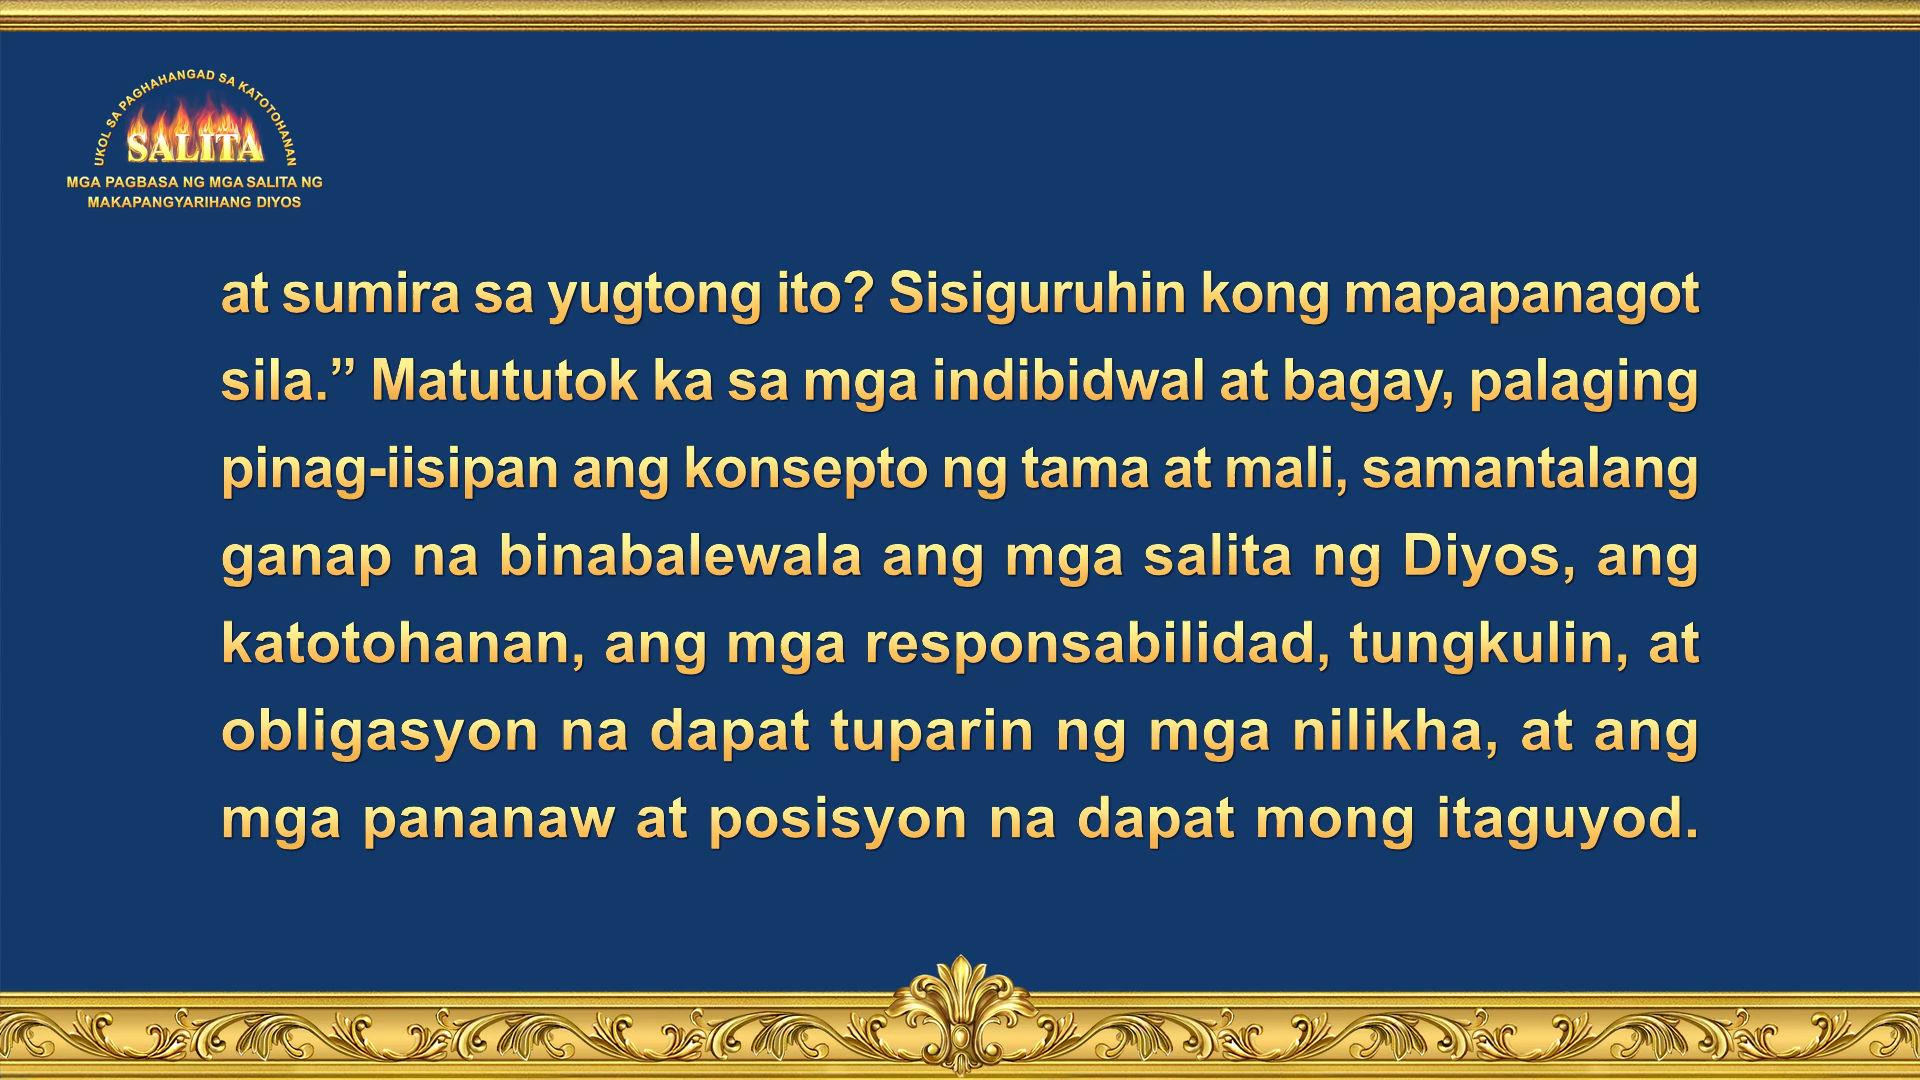 UKOL SA PAGHAHANGAD SA KATOTOHANAN
SALITA
MGA PAGBASA NG MGA SALITA NG
MAKAPANGYARIHANG DIYOS
at sumira sa yugtong ito? Sisiguruhin kong mapapanagot
sila.” Matututok ka sa mga indibidwal at bagay, palaging
pinag-iisipan ang konsepto ng tama at mali, samantalang
ganap na binabalewala ang mga salita ng Diyos, ang
katotohanan, ang mga responsabilidad, tungkulin, at
obligasyon na dapat tuparin ng mga nilikha, at ang
mga pananaw at posisyon na dapat mong itaguyod.